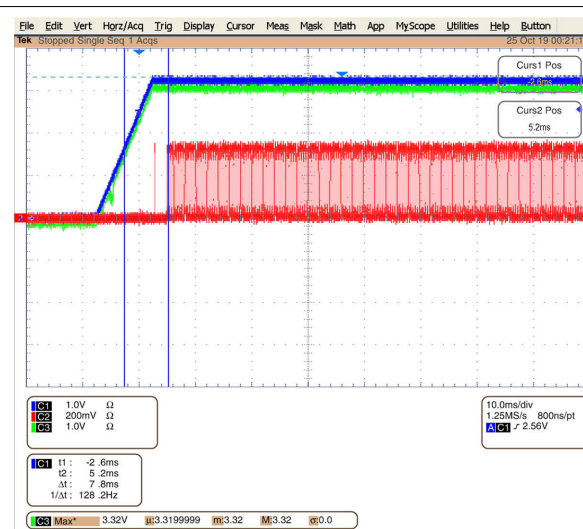 File Edit Vert Horz/Acq Trig Display Cursor Meas Mask Math App MyScope Utilities Help Button
Tek Stopped Single Seq 1 Acqs 25 Oct 19 00:21:1
Curs1 Pos
-2.6ms
Curs2 Pos
5.2ms
1
C1 1.0V Ω
C2 200mV Ω
C3 1.0V Ω
10.0ms/div
1.25MS/s 800ns/pt
A C1 ƒ 2.56V
C1 t1: -2 .6ms
t2: 5 .2ms
Δt: 7 .8ms
1/Δt: 128 .2Hz
C3 Max* 3.32V µ:3.3199999 m:3.32 M:3.32 σ:0.0